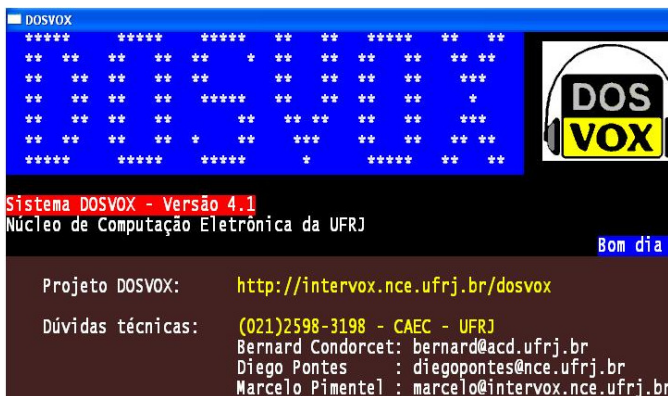 DOSVOX
DOSVOX
DOS
VOX
Sistema DOSVOX - Versão 4.1
Núcleo de Computação Eletrônica da UFRJ
Bom dia
Projeto DOSVOX: http://intervox.nce.ufrj.br/dosvox
Dúvidas técnicas: (021)2598-3198 - CAEC - UFRJ
Bernard Condorcet: bernard@acd.ufrj.br
Diego Pontes : diegopontes@nce.ufrj.br
Marcelo Pimentel : marcelo@intervox.nce.ufrj.br